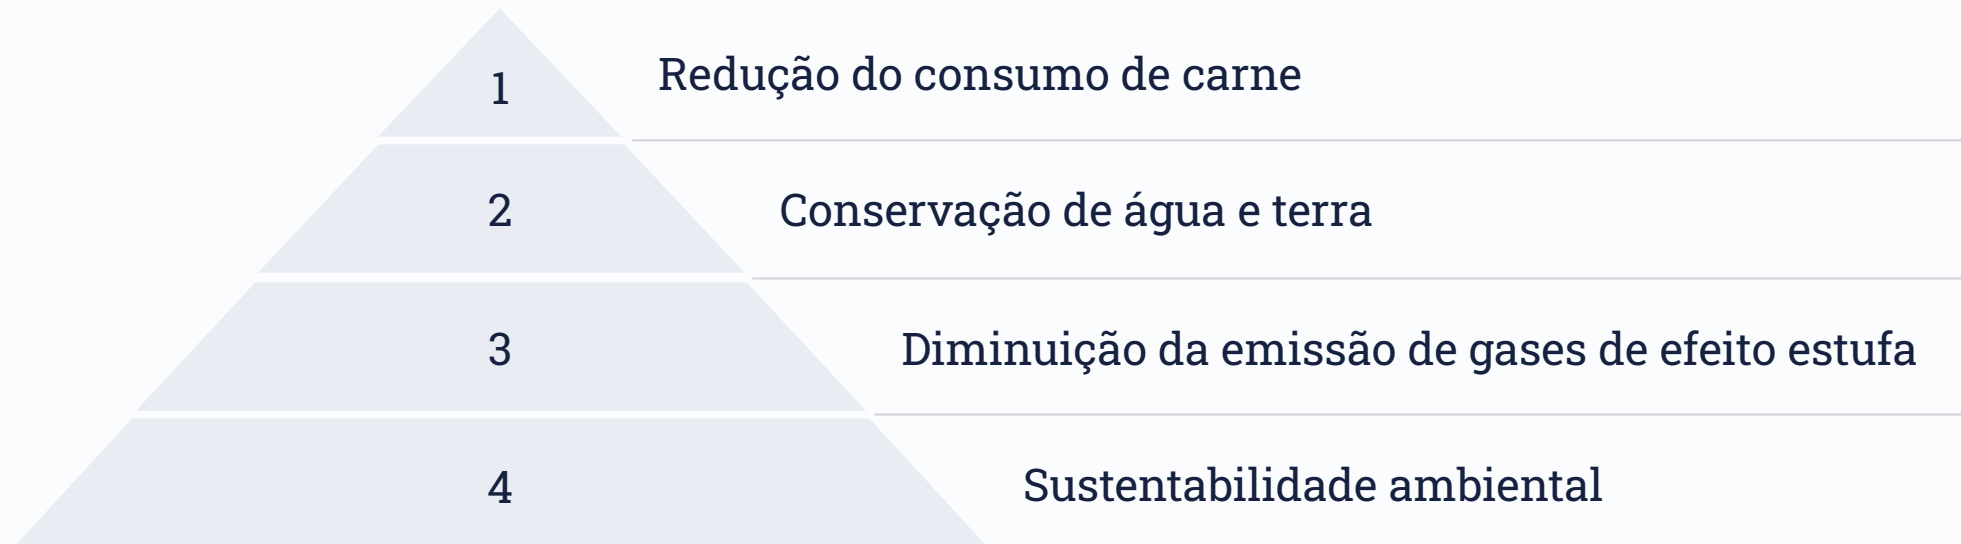 1
Redução do consumo de carne
2
Conservação de água e terra
3
Diminuição da emissão de gases de efeito estufa
4
Sustentabilidade ambiental